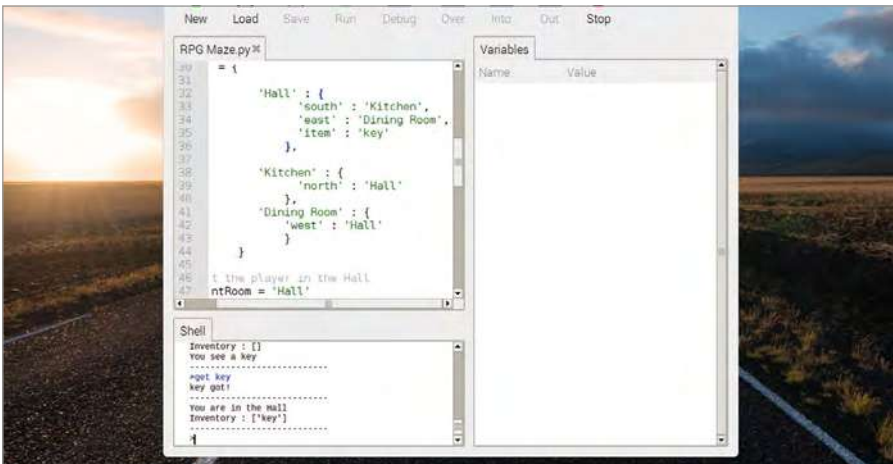 New Load Save Run Debug Over Into Out Stop
RPG Maze.py
30 = {
31
32 'Hall' : {
33 'south' : 'Kitchen',
34 'east' : 'Dining Room',
35 'item' : 'key'
36 },
37
38 'Kitchen' : {
39 'north' : 'Hall'
40 },
41 'Dining Room' : {
42 'west' : 'Hall'
43 }
44 }
45
46 t the player in the Hall
47 ntRoom = 'Hall'
Shell
Inventory : []
You see a key
---------------------------
>get key
key got!
---------------------------
You are in the Hall
Inventory : ['key']
---------------------------
>
Variables
Name Value